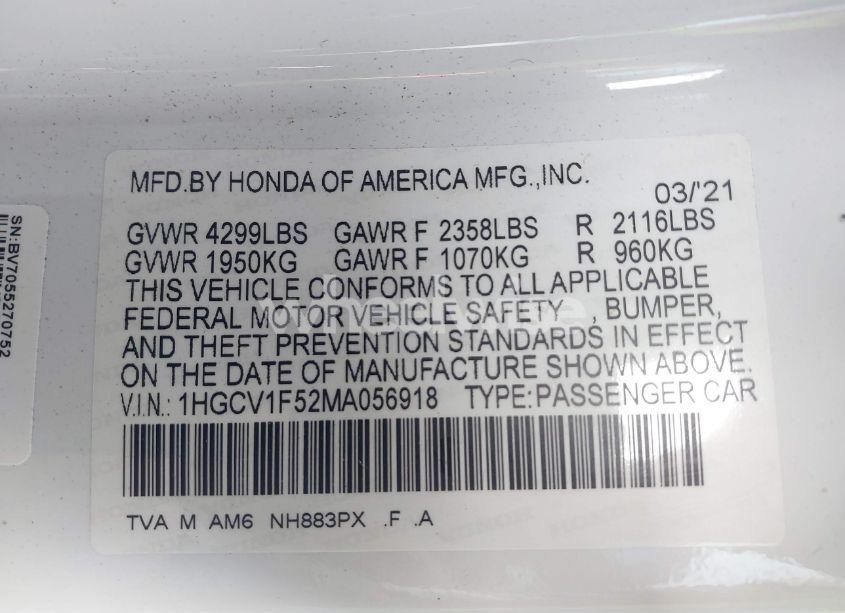 MFD.BY HONDA OF AMERICA MFG.,INC.
03/'21
GVWR 4299LBS GAWR F 2358LBS R 2116LBS
GVWR 1950KG GAWR F 1070KG R 960KG
THIS VEHICLE CONFORMS TO ALL APPLICABLE
FEDERAL MOTOR VEHICLE SAFETY , BUMPER,
AND THEFT PREVENTION STANDARDS IN EFFECT
ON THE DATE OF MANUFACTURE SHOWN ABOVE.
V.I.N.: 1HGCV1F52MA056918 TYPE:PASSENGER CAR
TVA M AM6 NH883PX .F .A
SN:BV7055270752